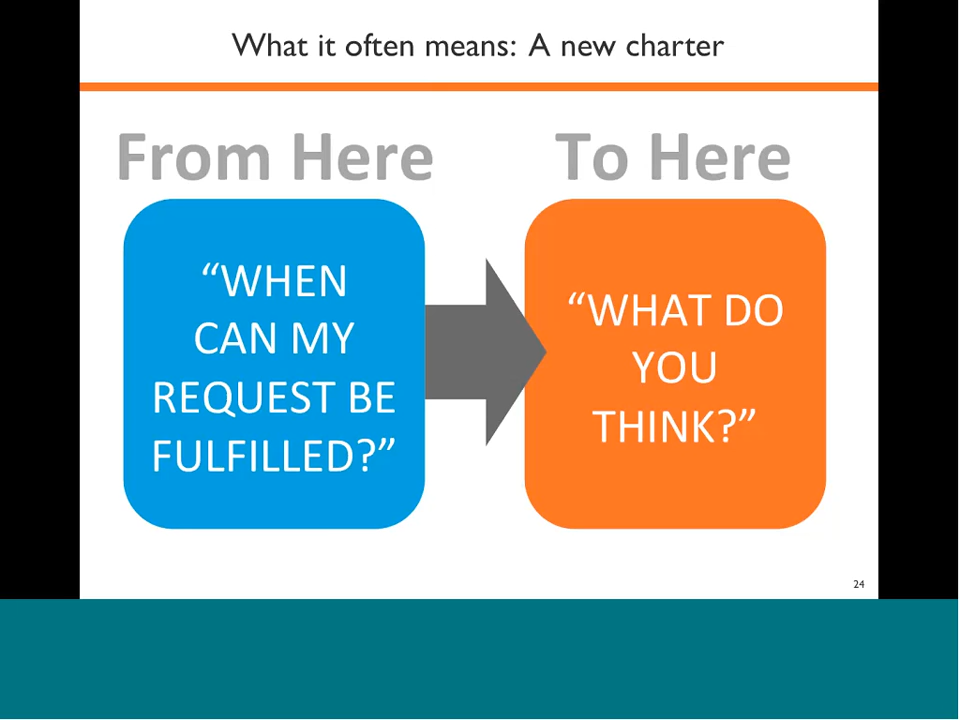 What it often means: A new charter
From Here
To Here
“WHEN
CAN MY
REQUEST BE
FULFILLED?”
“WHAT DO
YOU
THINK?”
24